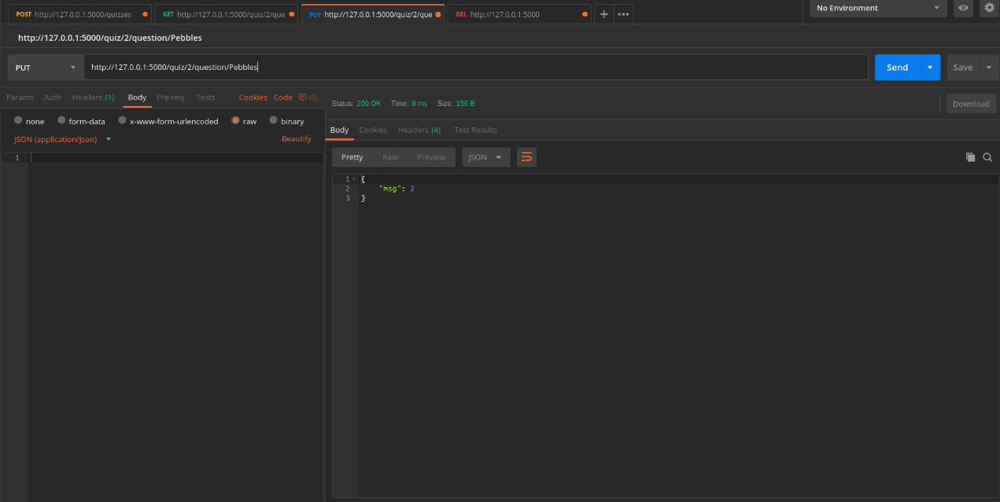 POST http://127.0.0.1:5000/quizzes GET http://127.0.0.1:5000/quiz/2/que PUT http://127.0.0.1:5000/quiz/2/que DEL http://127.0.0.1:5000 + ••• No Environment
http://127.0.0.1:5000/quiz/2/question/Pebbles
PUT http://127.0.0.1:5000/quiz/2/question/Pebbles Send Save
Params Auth Headers (1) Body Pre-req. Tests Cookies Code (0)
Status: 200 OK Time: 9 ms Size: 156 B Download
none form-data x-www-form-urlencoded raw binary
JSON (application/json) Beautify
1
Body Cookies Headers (4) Test Results
Pretty Raw Preview JSON
1 {
2 "msg": 2
3 }